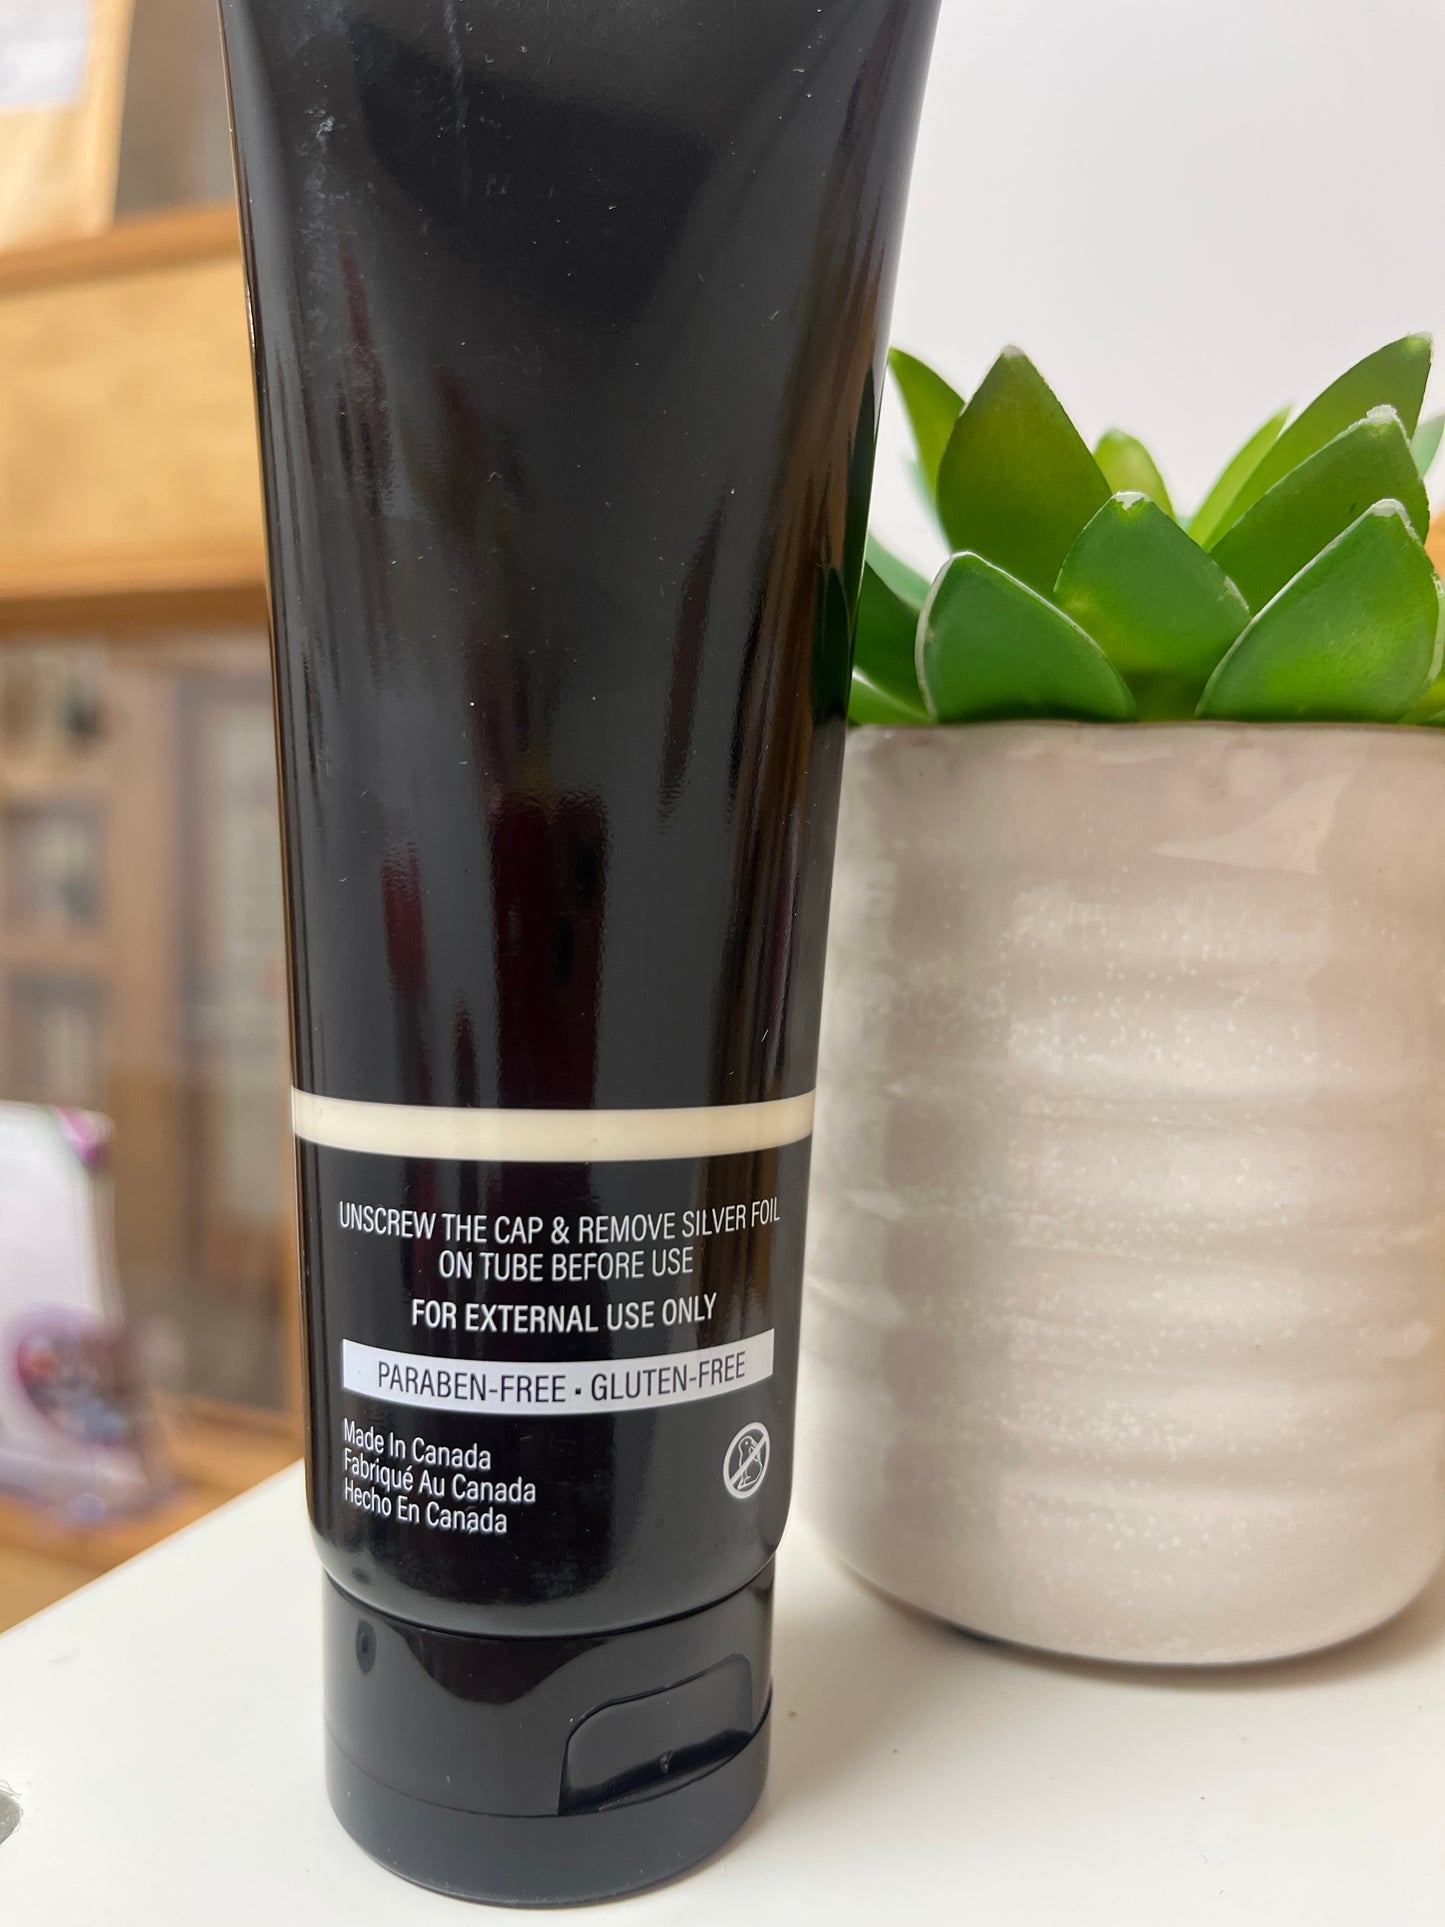 UNSCREW THE CAP & REMOVE SILVER FOIL
ON TUBE BEFORE USE
FOR EXTERNAL USE ONLY
PARABEN-FREE · GLUTEN-FREE
Made In Canada
Fabriqué Au Canada
Hecho En Canada